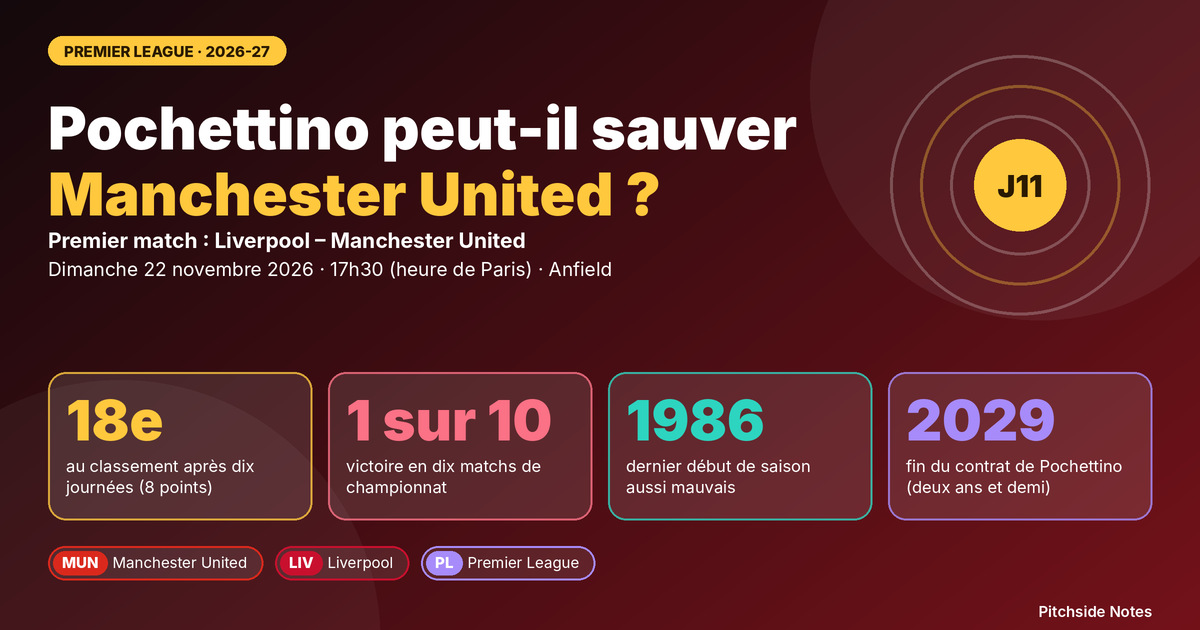 PREMIER LEAGUE · 2026-27
Pochettino peut-il sauver
Manchester United ?
Premier match : Liverpool – Manchester United
Dimanche 22 novembre 2026 · 17h30 (heure de Paris) · Anfield
J11
18e
au classement après dix
journées (8 points)
1 sur 10
victoire en dix matchs de
championnat
1986
dernier début de saison
aussi mauvais
2029
fin du contrat de Pochettino
(deux ans et demi)
MUN Manchester United
LIV Liverpool
PL Premier League
Pitchside Notes